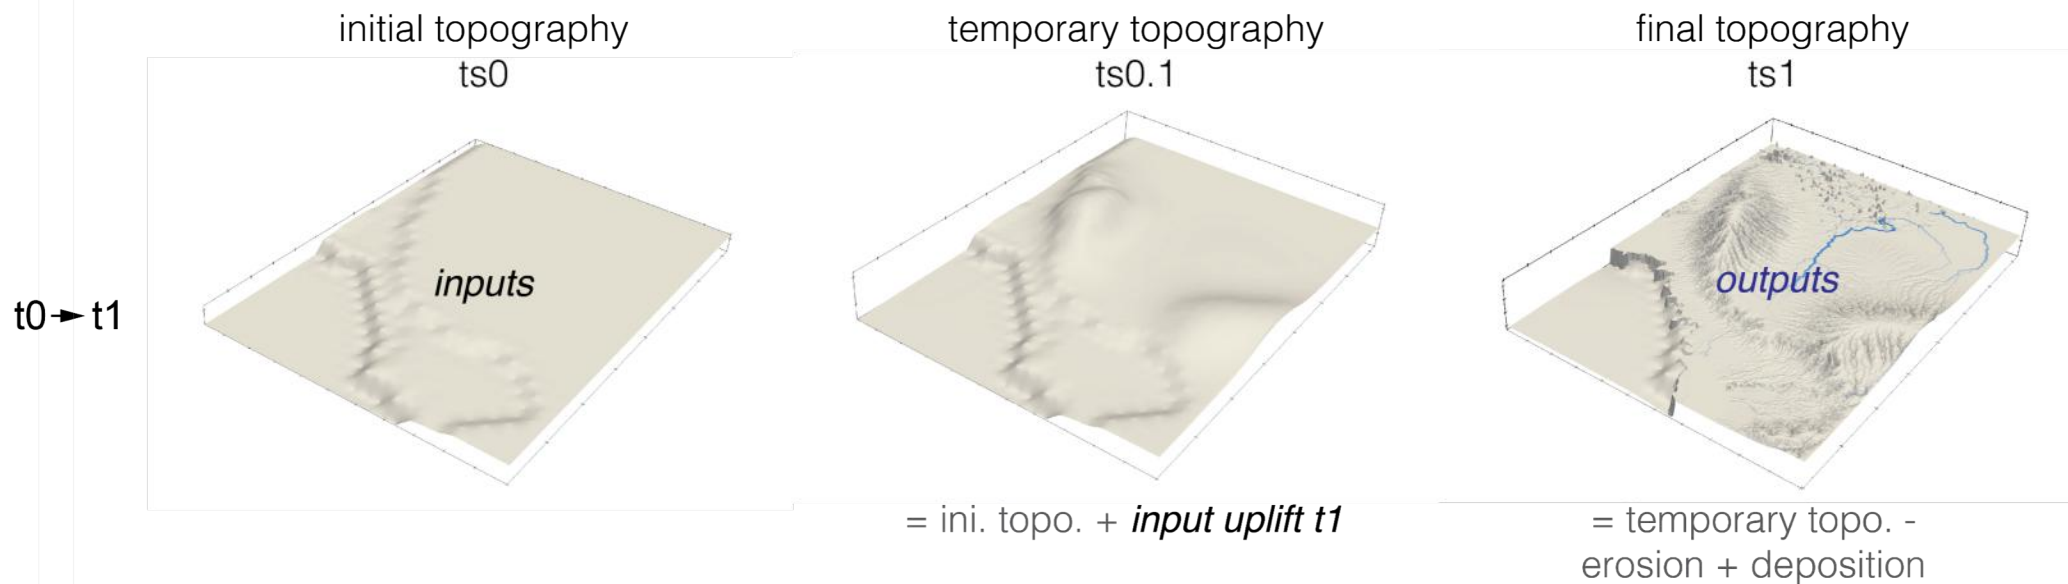 initial topography
ts0
temporary topography
ts0.1
final topography
ts1
t0 ► t1
inputs
outputs
= ini. topo. + input uplift t1
= temporary topo. -
erosion + deposition